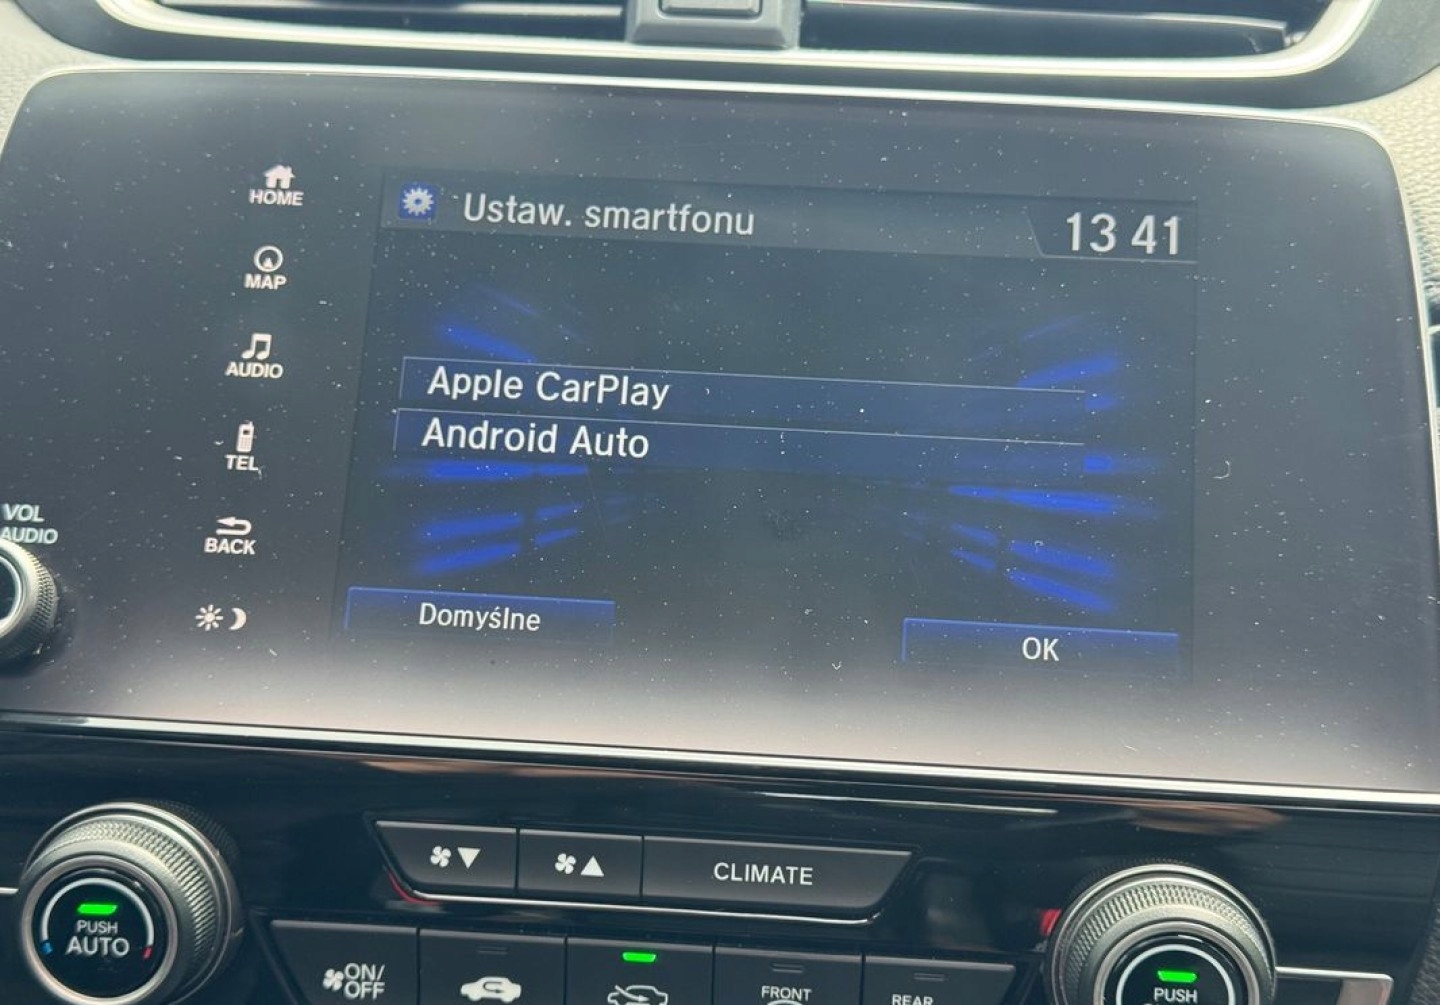 HOME
Ustaw. smartfonu
13 41
MAP
AUDIO
Apple CarPlay
Android Auto
TEL
VOL
AUDIO
BACK
Domyślne
OK
CLIMATE
PUSH
AUTO
ON/
OFF
FRONT
REAR
PUSH